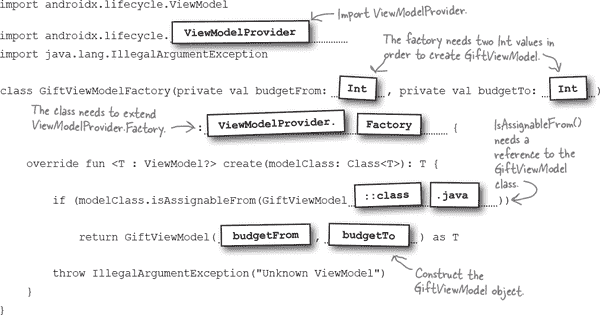 import androidx.lifecycle.ViewModel
import androidx.lifecycle. ViewModelProvider
Import ViewModelProvider.
import java.lang.IllegalArgumentException
The factory needs two Int values in
order to create GiftViewModel.
class GiftViewModelFactory(private val budgetFrom: Int , private val budgetTo: Int )
The class needs to extend
ViewModelProvider.Factory.
: ViewModelProvider. Factory {
IsAssignableFrom()
needs a
reference to the
GiftViewModel
class.
override fun <T : ViewModel?> create(modelClass: Class<T>): T {
if (modelClass.isAssignableFrom(GiftViewModel ::class .java ))
return GiftViewModel( budgetFrom , budgetTo ) as T
throw IllegalArgumentException("Unknown ViewModel")
Construct the
GiftViewModel object.
}
}